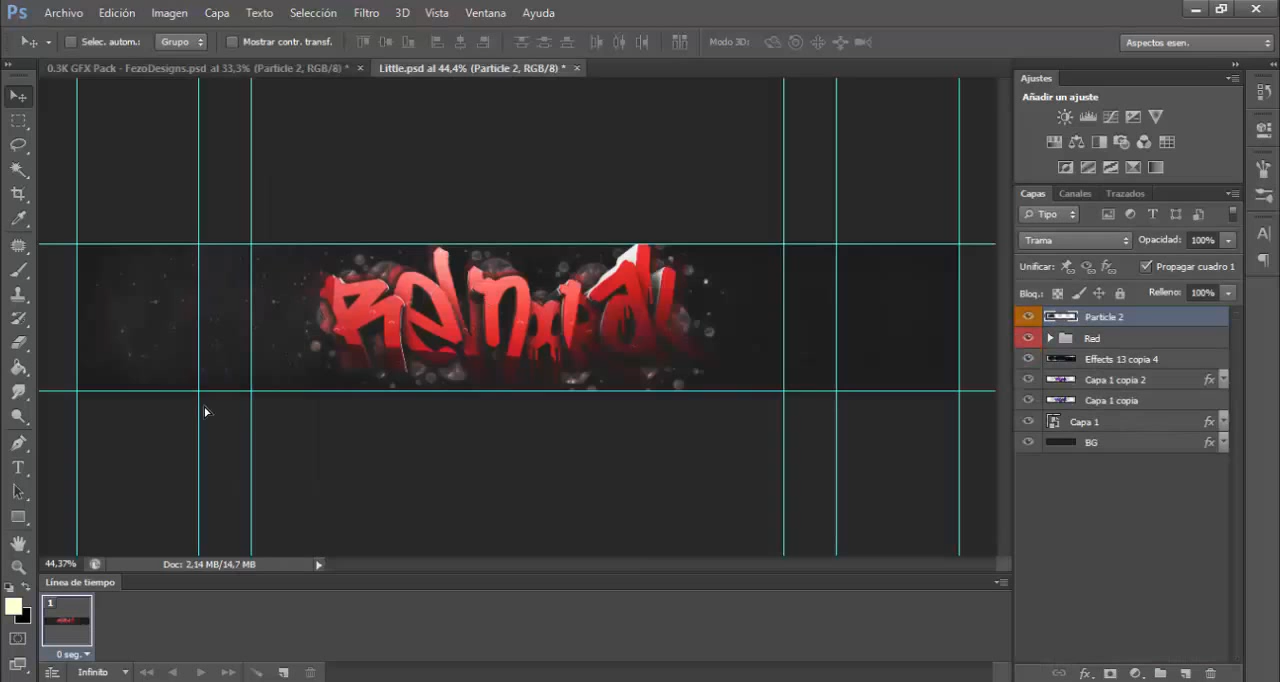 Ps Archivo Edición Imagen Capa Texto Selección Filtro 3D Vista Ventana Ayuda
Selec. autom.: Grupo Mostrar contr. transf. Modo 3D: Aspectos esen.
0.3K GFX Pack - FezoDesigns.psd al 33,3% (Particle 2, RGB/8) * × Little.psd al 44,4% (Particle 2, RGB/8) * ×
Ajustes
Añadir un ajuste
Capas Canales Trazados
Tipo
Trama Opacidad: 100%
Unificar: Propagar cuadro 1
Bloq.: Relleno: 100%
Particle 2
Red
Effects 13 copia 4
Capa 1 copia 2 fx
Capa 1 copia
Capa 1 fx
BG fx
44,37% Doc: 2,14 MB/14,7 MB
Línea de tiempo
1
0 seg.
Infinito